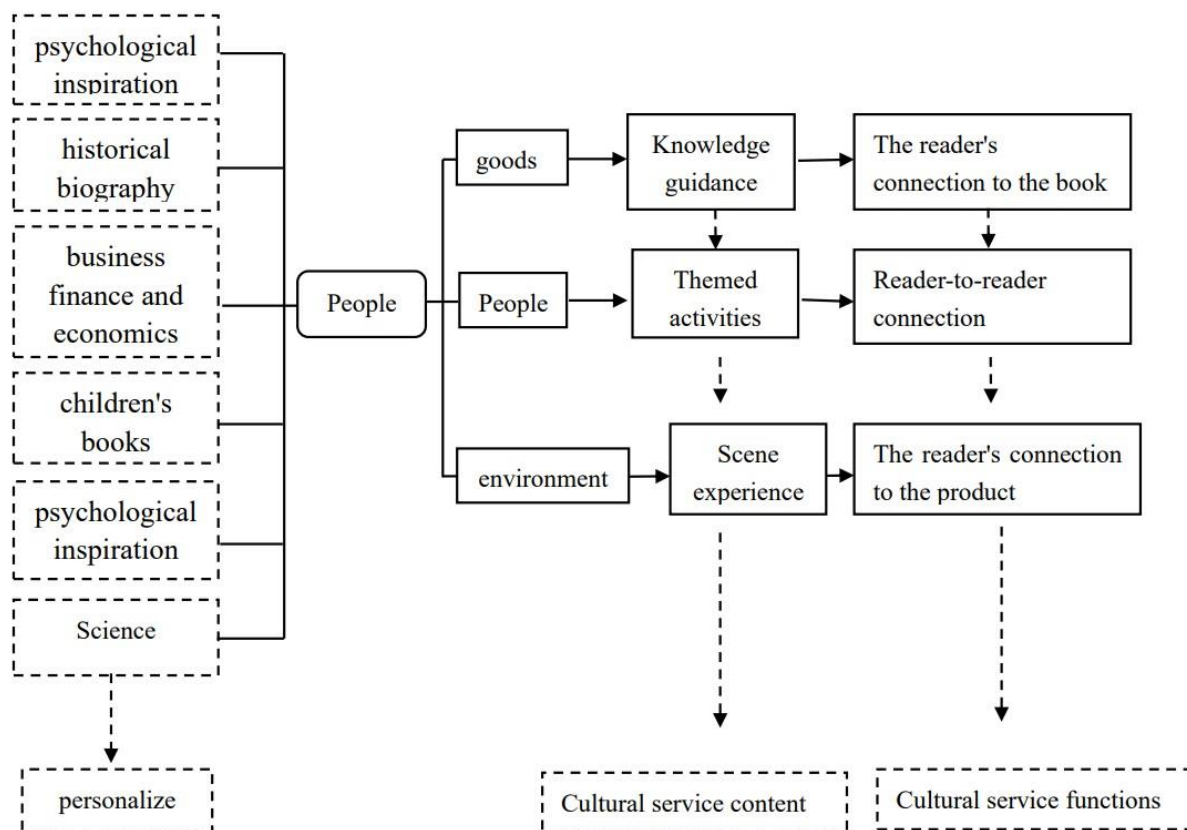 psychological
inspiration
historical
biography
business
finance and
economics
children's
books
psychological
inspiration
Science
personalize
People
goods
People
environment
Knowledge
guidance
Themed
activities
Scene
experience
Cultural service content
The reader's
connection to the book
Reader-to-reader
connection
The reader's connection
to the product
Cultural service functions